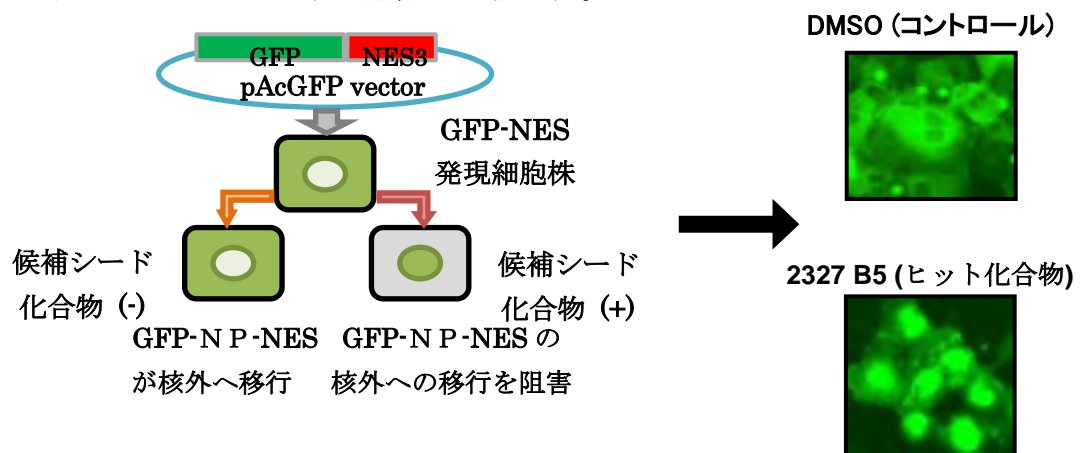 DMSO (コントロール)
GFP NES3
pAcGFP vector
GFP-NES
発現細胞株
候補シード
化合物 (-)
候補シード
化合物 (+)
GFP-ＮＰ-NES
が核外へ移行
GFP-ＮＰ-NES の
核外への移行を阻害
2327 B5 (ヒット化合物)